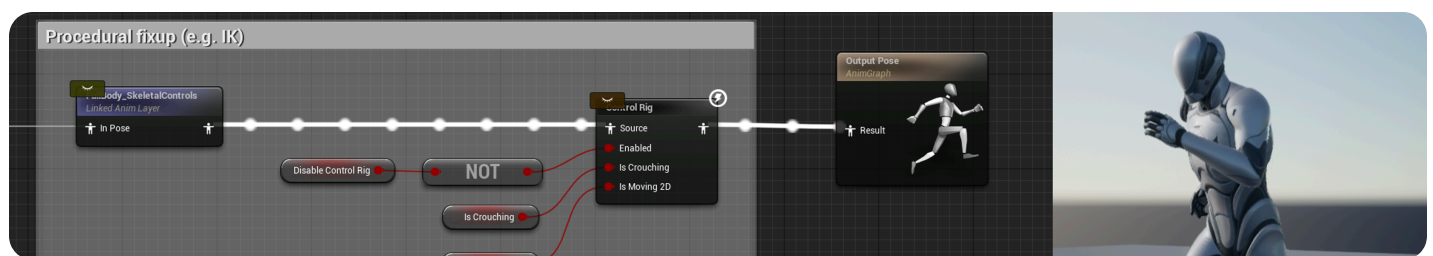 Procedural fixup (e.g. IK)
FullBody_SkeletalControls
Linked Anim Layer
In Pose
Disable Control Rig
NOT
Is Crouching
Control Rig
Source
Enabled
Is Crouching
Is Moving 2D
Output Pose
AnimGraph
Result